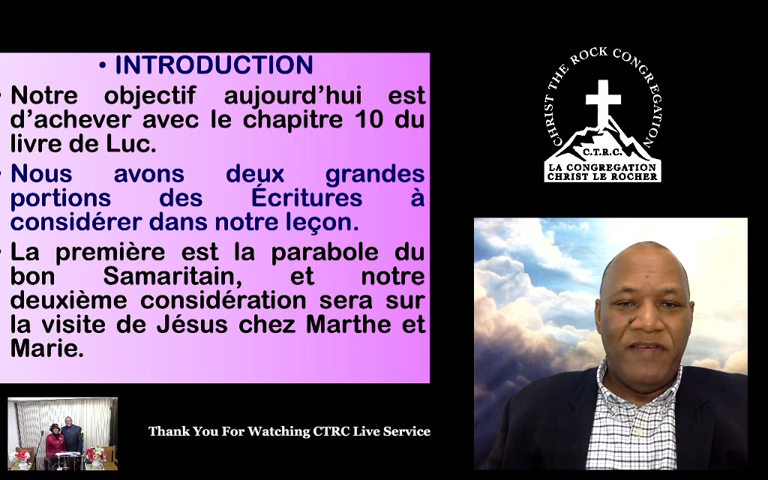 • INTRODUCTION
• Notre objectif aujourd’hui est
d’achever avec le chapitre 10 du
livre de Luc.
• Nous avons deux grandes
portions des Écritures à
considérer dans notre leçon.
• La première est la parabole du
bon Samaritain, et notre
deuxième considération sera sur
la visite de Jésus chez Marthe et
Marie.
CHRIST THE ROCK CONGREGATION
C.T.R.C.
LA CONGREGATION
CHRIST LE ROCHER
Thank You For Watching CTRC Live Service